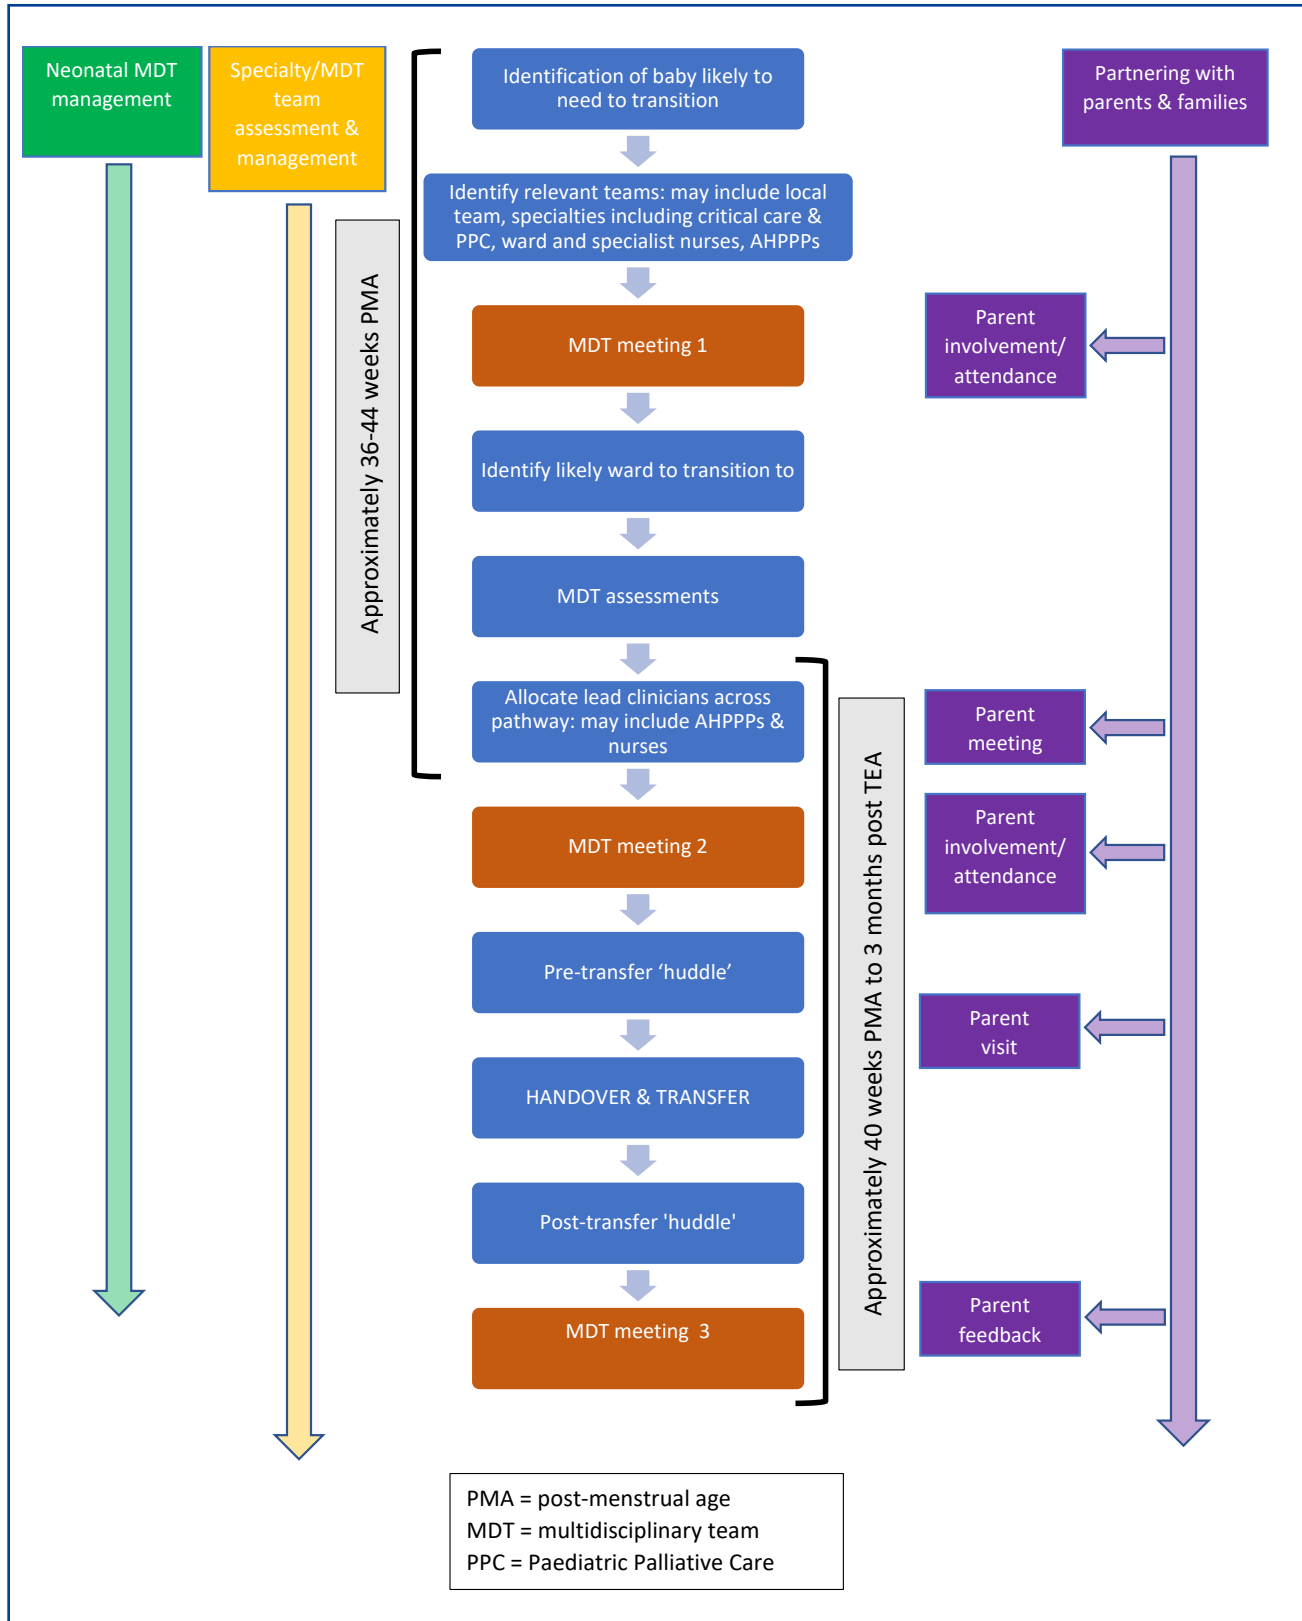 Neonatal MDT
management
Specialty/MDT
team
assessment &
management
Identification of baby likely to
need to transition
Partnering with
parents & families
Identify relevant teams: may include local
team, specialties including critical care &
PPC, ward and specialist nurses, AHPPPs
Approximately 36-44 weeks PMA
MDT meeting 1
Parent
involvement/
attendance
Identify likely ward to transition to
MDT assessments
Allocate lead clinicians across
pathway: may include AHPPPs &
nurses
Parent
meeting
Approximately 40 weeks PMA to 3 months post TEA
MDT meeting 2
Parent
involvement/
attendance
Pre-transfer ‘huddle’
Parent
visit
HANDOVER & TRANSFER
Post-transfer 'huddle'
MDT meeting  3
Parent
feedback
PMA = post-menstrual age
MDT = multidisciplinary team
PPC = Paediatric Palliative Care